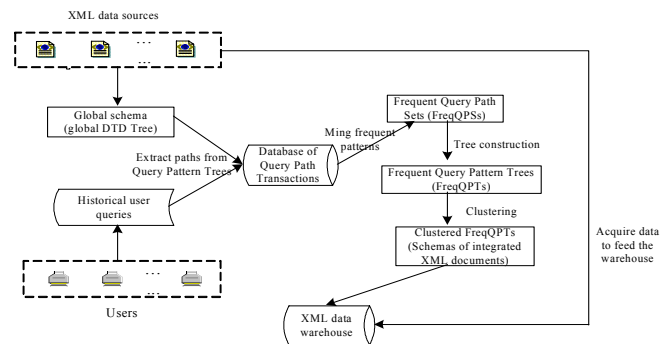 XML data sources
...
...
Global schema
(global DTD Tree)
Extract paths from
Query Pattern Trees
Historical user
queries
...
...
Users
Database of
Query Path
Transactions
Ming frequent
patterns
Frequent Query Path
Sets (FreqQPSs)
Tree construction
Frequent Query Pattern Trees
(FreqQPTs)
Clustering
Clustered FreqQPTs
(Schemas of integrated
XML documents)
Acquire data
to feed the
warehouse
XML data
warehouse